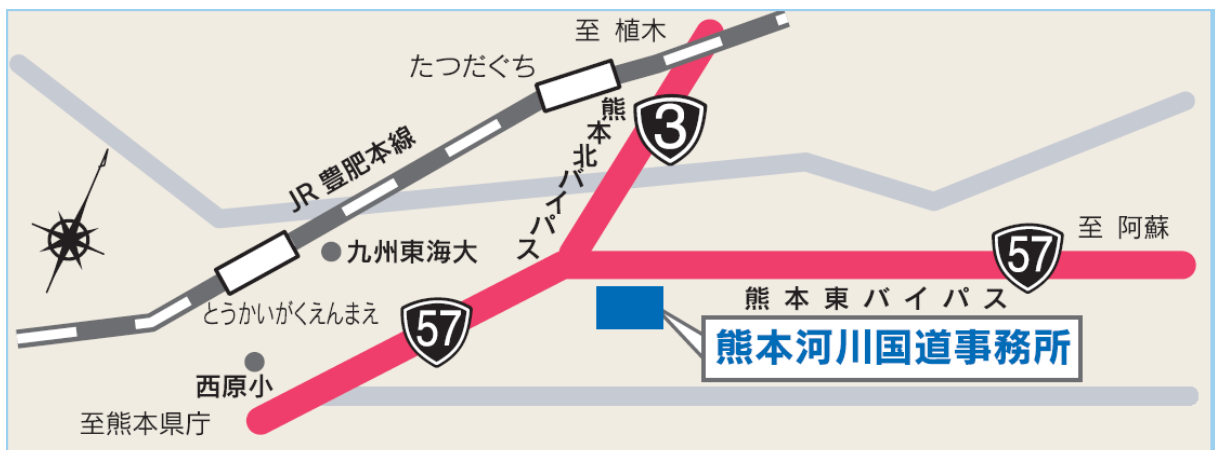 至 植木
たつだぐち
熊本北バイパス
3
JR豊肥本線
至 阿蘇
九州東海大
57
とうかいがくえんまえ
熊本東バイパス
57
熊本河川国道事務所
西原小
至熊本県庁